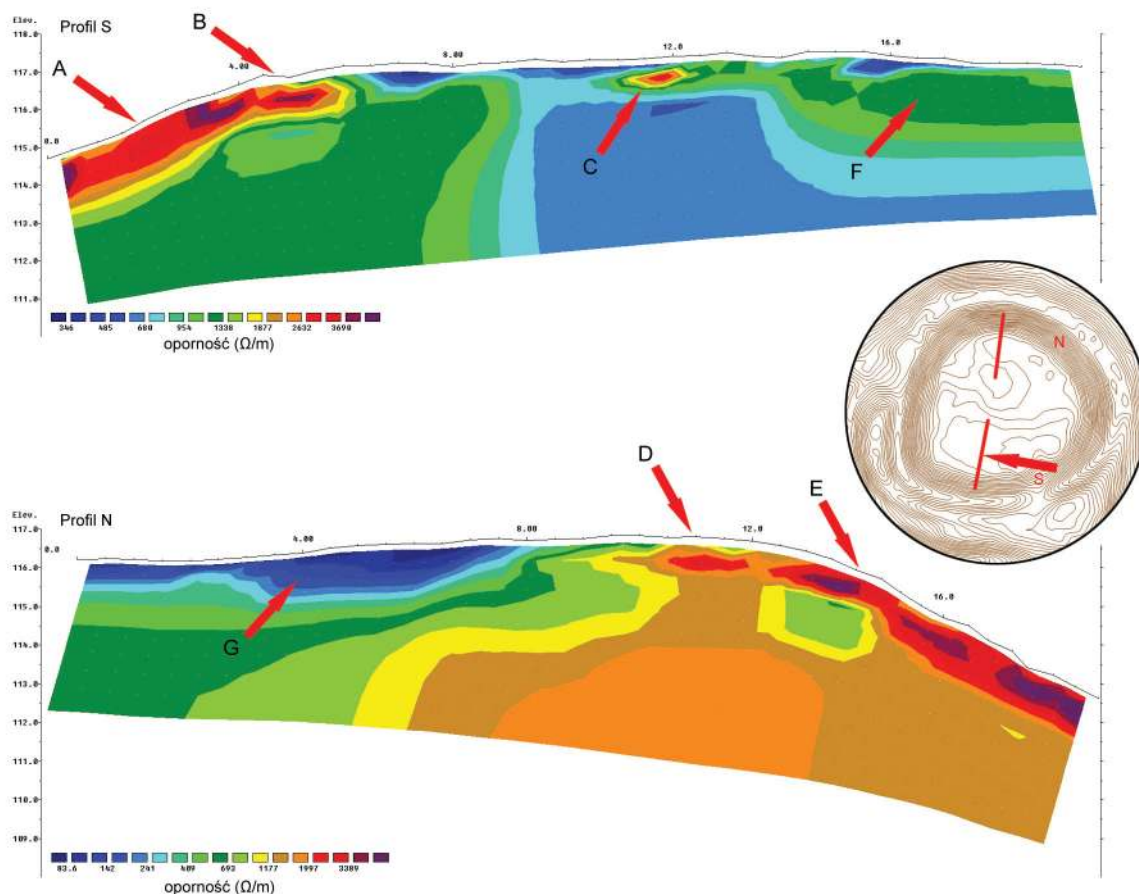 Elev.
Profil S
118.0
117.0
116.0
115.0
114.0
113.0
112.0
111.0
0.0
4.00
8.00
12.0
16.0
A
B
C
F
346 485 680 954 1338 1877 2632 3690
oporność (Ω/m)
N
S
Elev.
Profil N
117.0
116.0
115.0
114.0
113.0
112.0
111.0
110.0
109.0
0.0
4.00
8.00
12.0
16.0
D
E
G
83.6 142 241 409 693 1177 1997 3389
oporność (Ω/m)